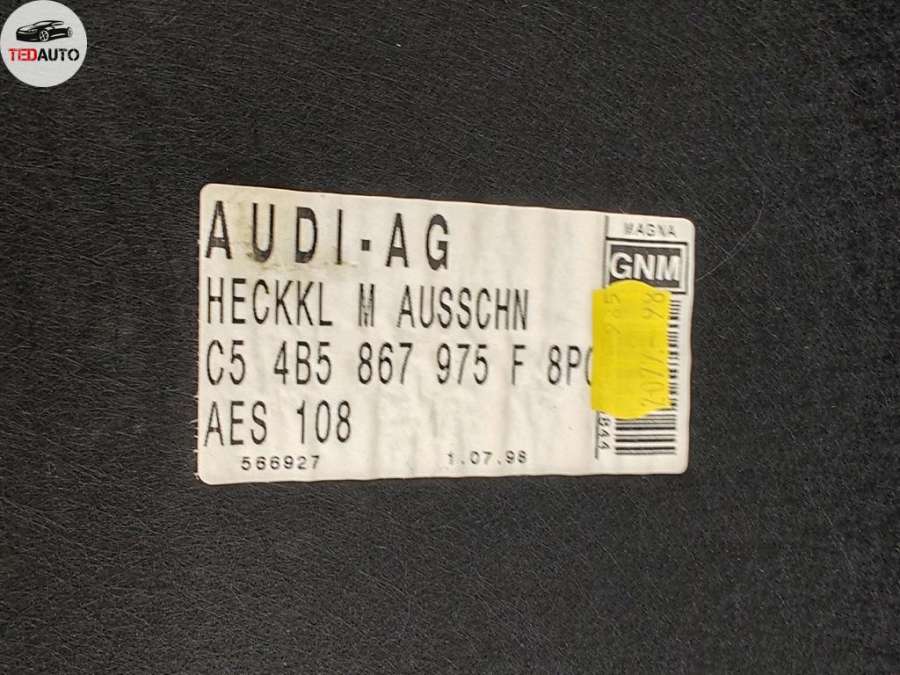 TEDAUTO
AUDI-AG
MAGNA
GNM
HECKKL M AUSSCHN
C5 4B5 867 975 F 8P
AES 108
566927 1.07.98